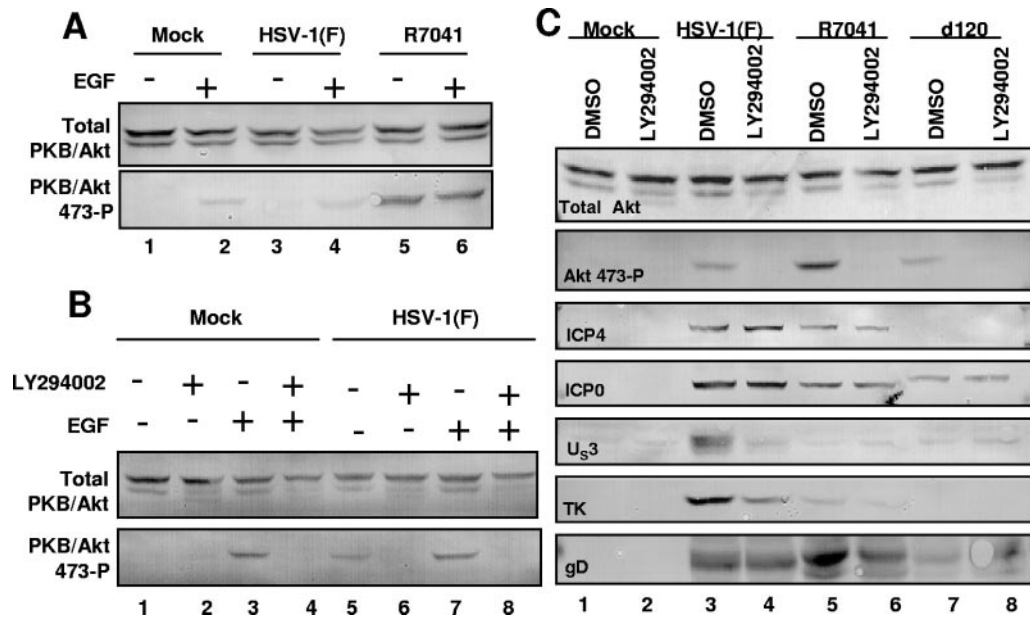 A
Mock HSV-1(F) R7041
EGF - + - + - +
Total
PKB/Akt
PKB/Akt
473-P
1 2 3 4 5 6
B
Mock HSV-1(F)
LY294002 - + - + - + - +
EGF - - + + - - + +
Total
PKB/Akt
PKB/Akt
473-P
1 2 3 4 5 6 7 8
C
Mock HSV-1(F) R7041 d120
DMSO LY294002 DMSO LY294002 DMSO LY294002 DMSO LY294002
Total Akt
Akt 473-P
ICP4
ICP0
US3
TK
gD
1 2 3 4 5 6 7 8